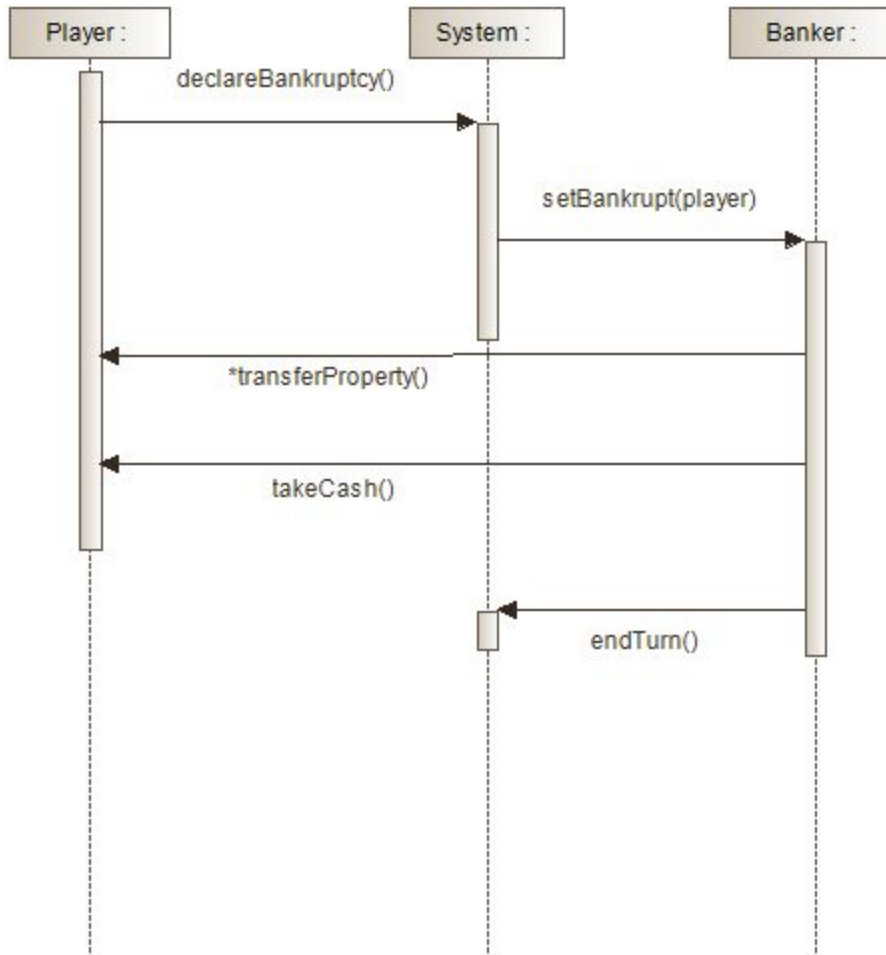 Player :
System :
Banker :
declareBankruptcy()
setBankrupt(player)
*transferProperty()
takeCash()
endTurn()